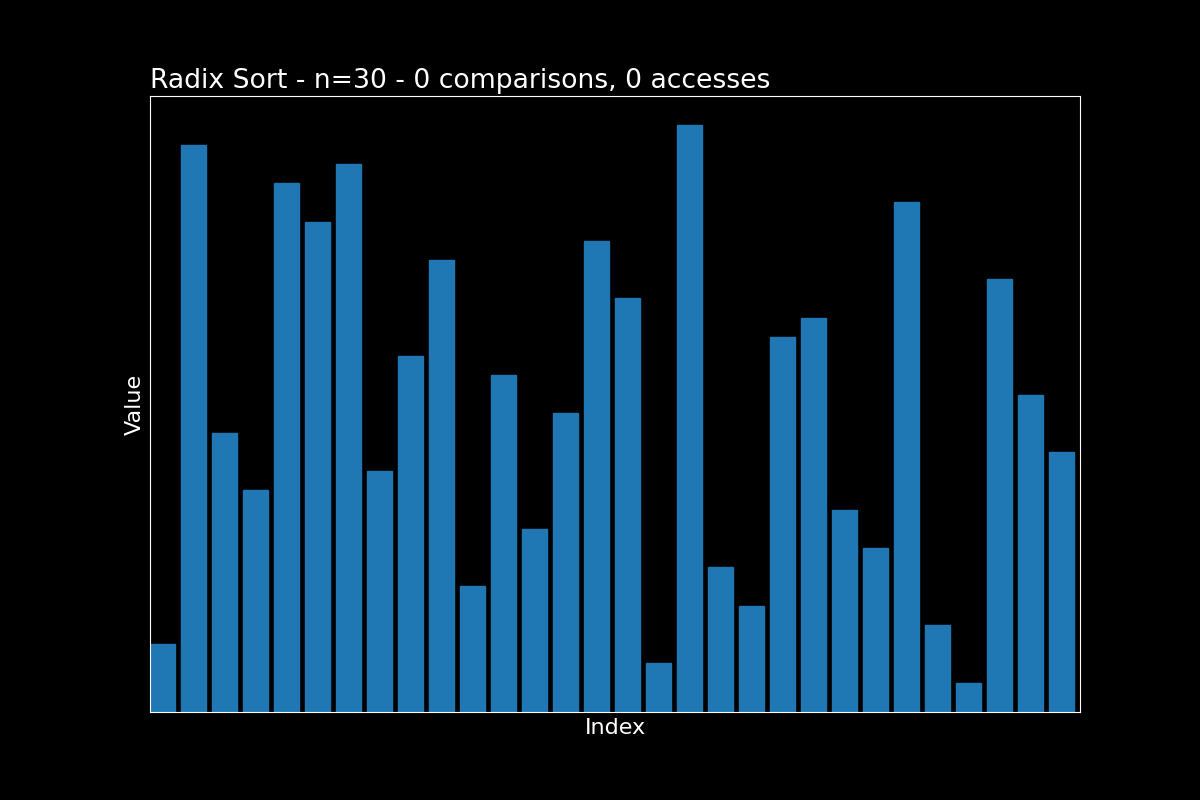 Radix Sort - n=30 - 0 comparisons, 0 accesses
Value
Index